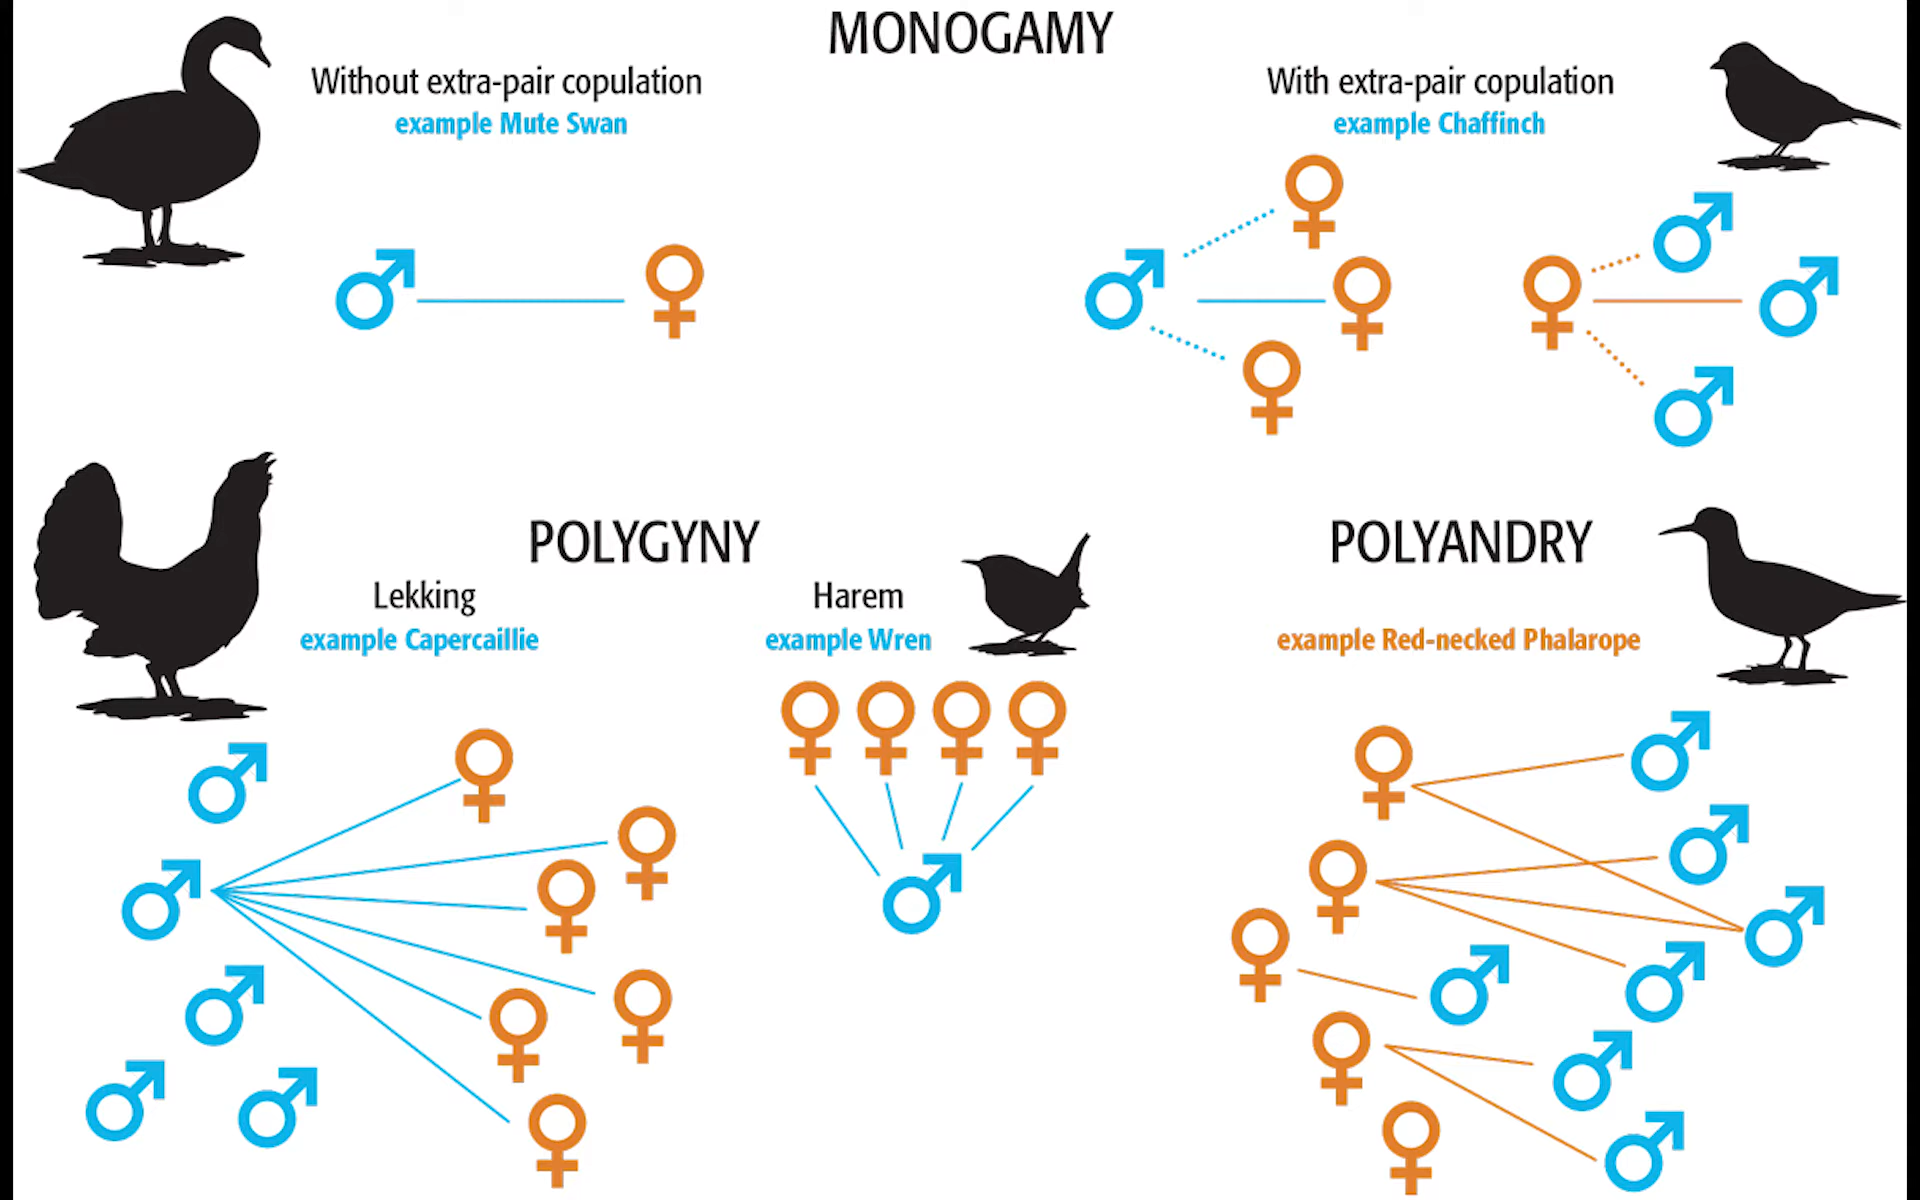 MONOGAMY
Without extra-pair copulation
example Mute Swan
With extra-pair copulation
example Chaffinch
POLYGYNY
Lekking
example Capercaillie
Harem
example Wren
POLYANDRY
example Red-necked Phalarope